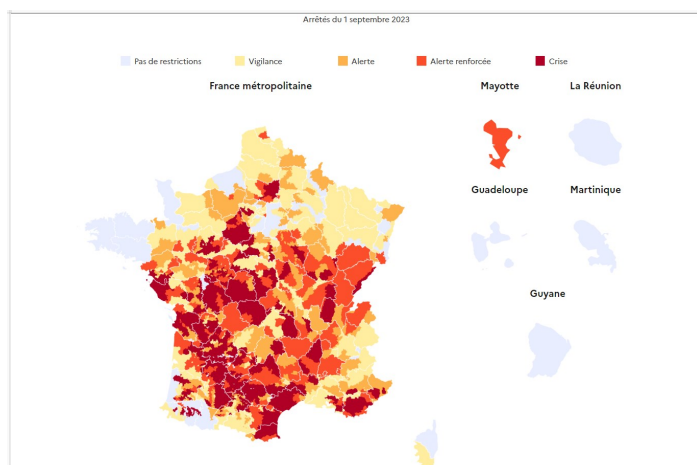 Arrêtés du 1 septembre 2023
Pas de restrictions
Vigilance
Alerte
Alerte renforcée
Crise
France métropolitaine
Mayotte
La Réunion
Guadeloupe
Martinique
Guyane